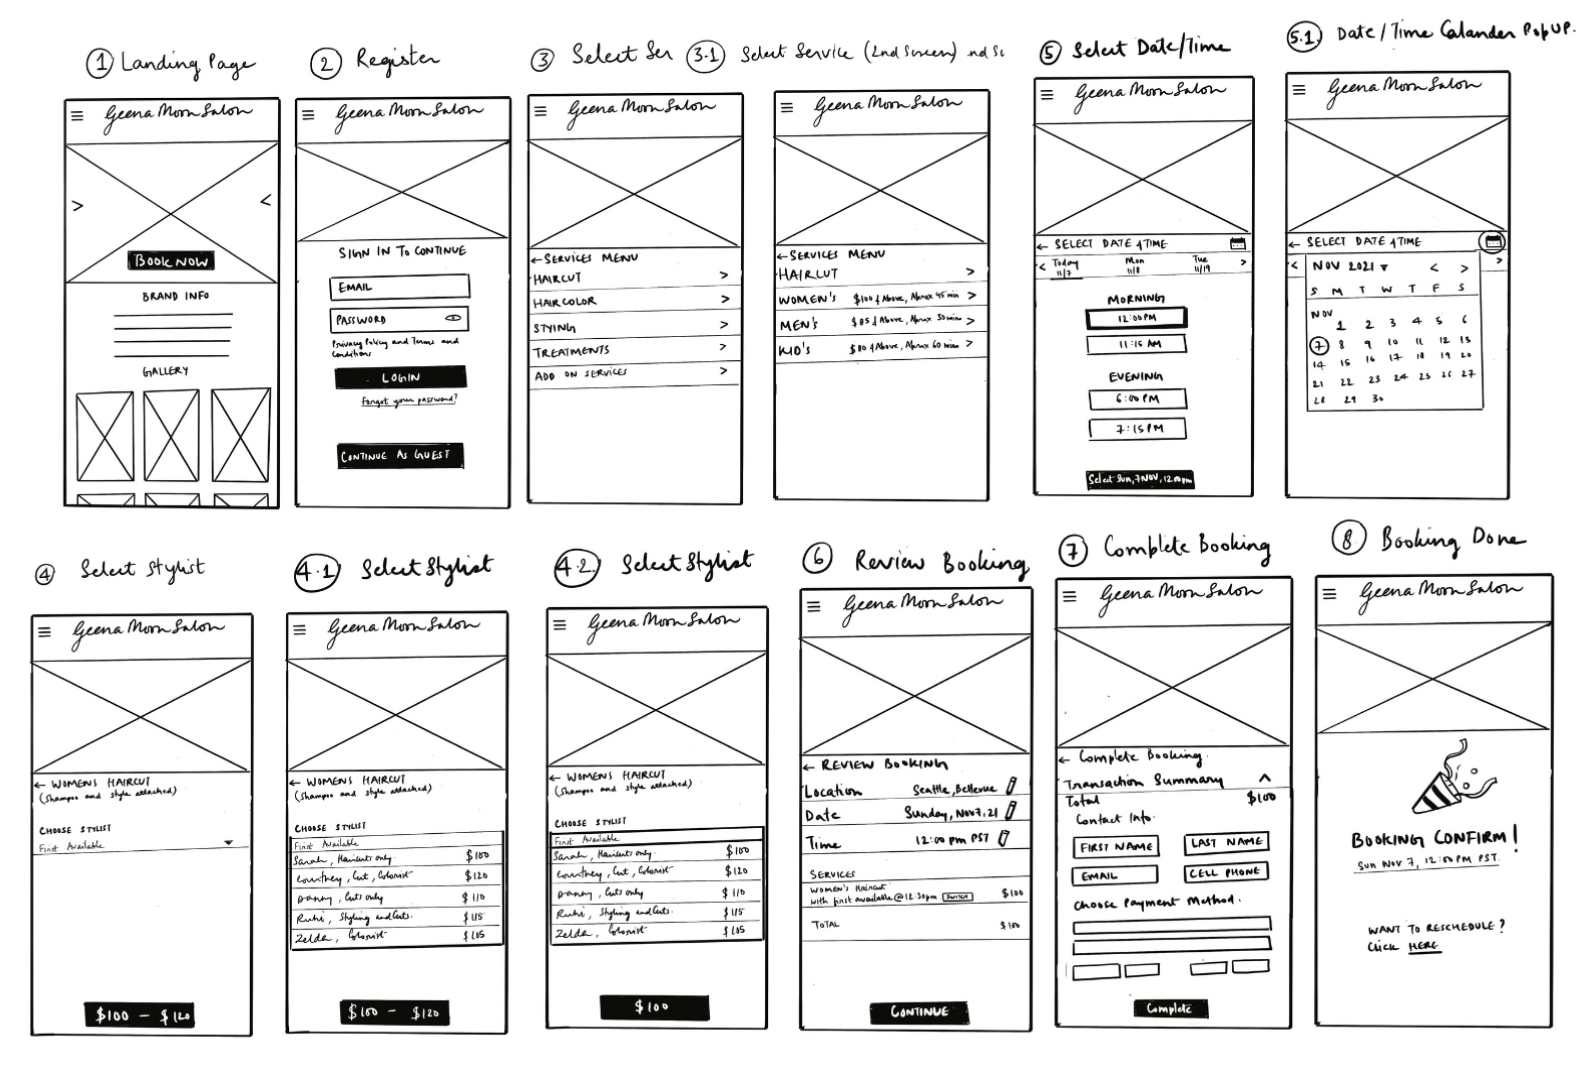 1 Landing Page
Geena Moon Salon
BOOK NOW
BRAND INFO
GALLERY
2 Register
Geena Moon Salon
SIGN IN TO CONTINUE
EMAIL
PASSWORD
Privacy Policy and Terms and
Conditions
LOGIN
Forgot your password?
CONTINUE AS GUEST
3 Select Ser
Geena Moon Salon
← SERVICES MENU
HAIRCUT >
HAIRCOLOR >
STYING >
TREATMENTS >
ADD ON SERVICES >
3.1 Select Service (2nd Screen) nd Sc
Geena Moon Salon
← SERVICES MENU
HAIRCUT >
WOMEN'S $100 & Above, Aprox 45 min >
MEN'S $85 & Above, Aprox 30 min >
KID'S $80 & Above, Aprox 60 min >
5 Select Date/Time
Geena Moon Salon
← SELECT DATE & TIME
< Today Mon Tue >
11/7 11/8 11/19
MORNING
12:00 PM
11:15 AM
EVENING
6:00 PM
7:15 PM
Select Sun, 7 NOV, 12:00pm
5.1 Date/Time Calander PopUP.
Geena Moon Salon
← SELECT DATE & TIME
< >
NOV 2021 ▾ < >
S M T W T F S
NOV
1 2 3 4 5 6
7 8 9 10 11 12 13
14 15 16 17 18 19 20
21 22 23 24 25 26 27
28 29 30
4 Select Stylist
Geena Moon Salon
← WOMENS HAIRCUT
(Shampoo and style attached)
CHOOSE STYLIST
First Available
$100 - $120
4.1 Select Stylist
Geena Moon Salon
← WOMENS HAIRCUT
(Shampoo and style attached)
CHOOSE STYLIST
First Available
Sarah, Haircuts only. $100
Courtney, Cut, Colorist $120
Danny, Cuts only $110
Ruhi, Styling and Cuts. $115
Zelda, Colorist $105
$100 - $120
4.2. Select Stylist
Geena Moon Salon
← WOMENS HAIRCUT
(Shampoo and style attached)
CHOOSE STYLIST
First Available
Sarah, Haircuts only. $100
Courtney, Cut, Colorist $120
Danny, Cuts only $110
Ruhi, Styling and Cuts. $115
Zelda, Colorist $105
$100
6 Review Booking
Geena Moon Salon
← REVIEW BOOKING
Location Seattle, Bellevue
Date Sunday, Nov 7, 21
Time 12:00 pm PST
SERVICES
WOMEN'S Haircut
with first available @ 12 30pm $100
TOTAL $100
CONTINUE
7 Complete Booking
Geena Moon Salon
← Complete Booking.
Transaction Summary
Total $100
Contact Info.
FIRST NAME LAST NAME
EMAIL CELL PHONE
Choose Payment Method.
Complete
8 Booking Done
Geena Moon Salon
BOOKING CONFIRM!
SUN NOV 7, 12:00 PM PST.
WANT TO RESCHEDULE?
Click HERE